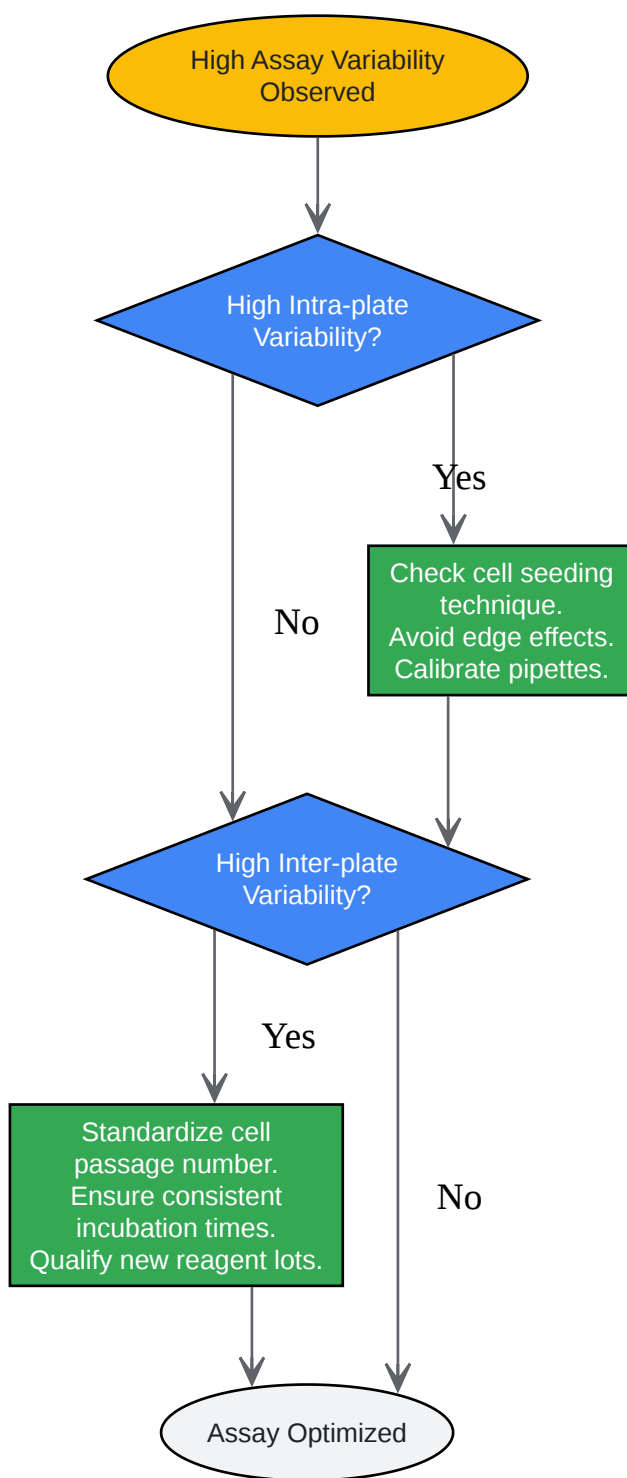 High Assay Variability
Observed
High Intra-plate
Variability?
Yes
Check cell seeding
technique.
Avoid edge effects.
Calibrate pipettes.
No
High Inter-plate
Variability?
Yes
Standardize cell
passage number.
Ensure consistent
incubation times.
Qualify new reagent lots.
No
Assay Optimized